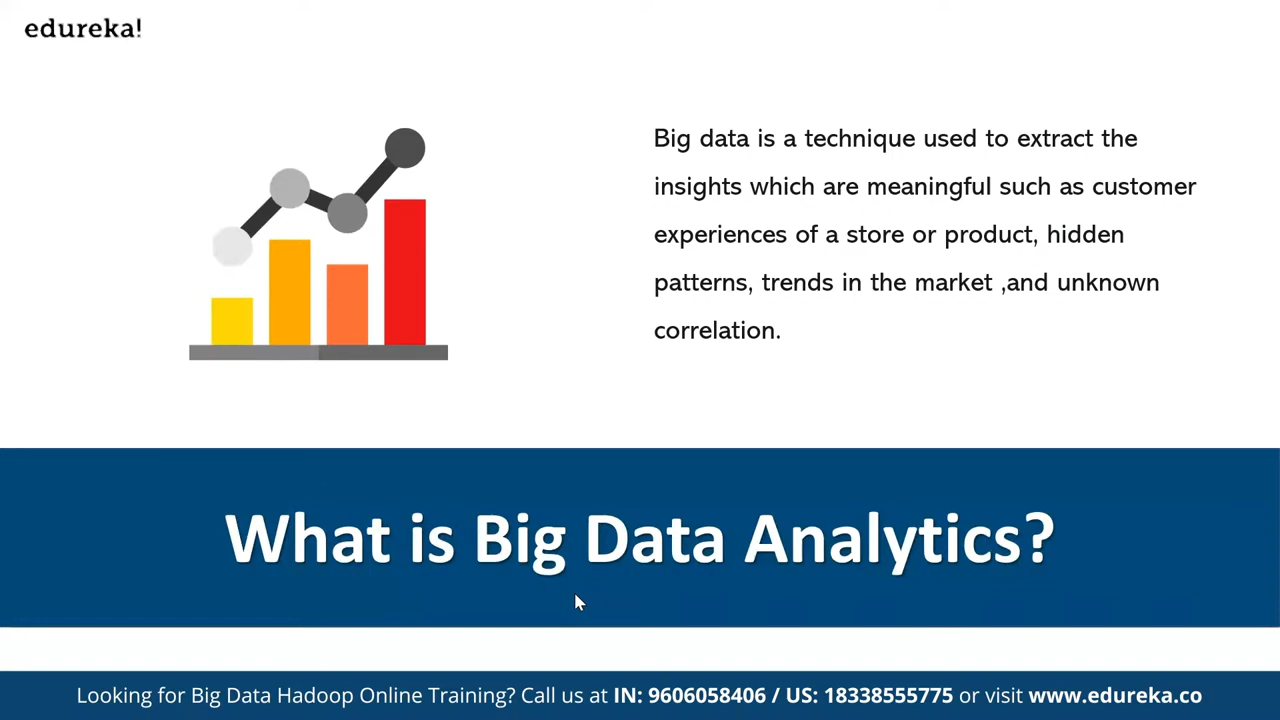 edureka!
Big data is a technique used to extract the
insights which are meaningful such as customer
experiences of a store or product, hidden
patterns, trends in the market ,and unknown
correlation.
What is Big Data Analytics?
Looking for Big Data Hadoop Online Training? Call us at IN: 9606058406 / US: 18338555775 or visit www.edureka.co